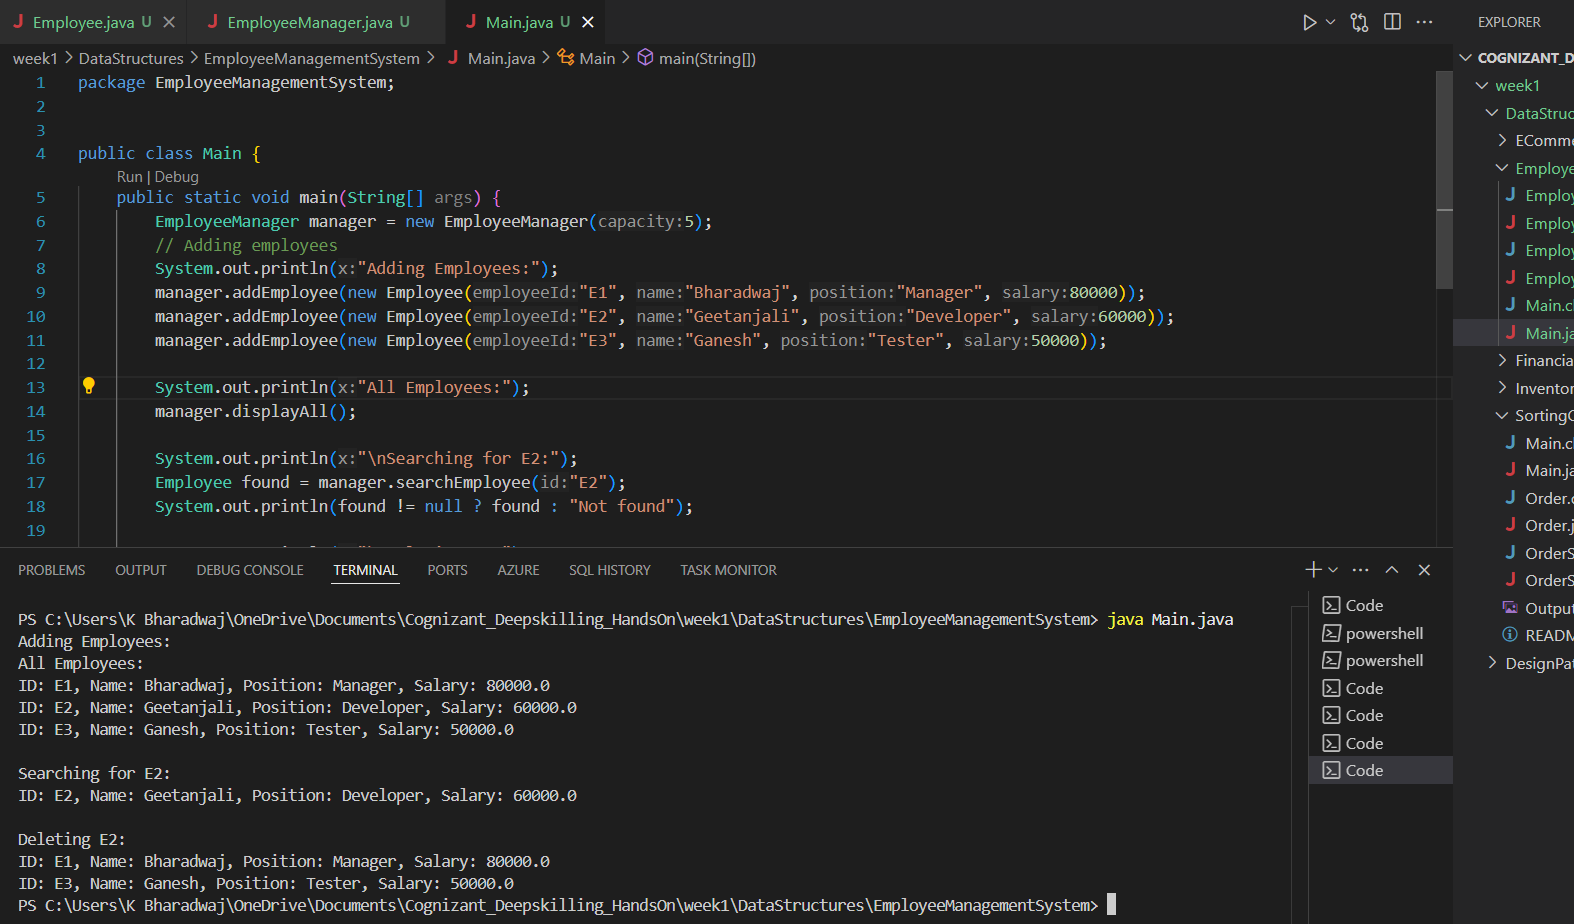 J Employee.java U × J EmployeeManager.java U J Main.java U × EXPLORER
week1 > DataStructures > EmployeeManagementSystem > J Main.java > Main > main(String[])
1 package EmployeeManagementSystem;
2
3
4 public class Main {
Run | Debug
5 public static void main(String[] args) {
6 EmployeeManager manager = new EmployeeManager(capacity:5);
7 // Adding employees
8 System.out.println(x:"Adding Employees:");
9 manager.addEmployee(new Employee(employeeId:"E1", name:"Bharadwaj", position:"Manager", salary:80000));
10 manager.addEmployee(new Employee(employeeId:"E2", name:"Geetanjali", position:"Developer", salary:60000));
11 manager.addEmployee(new Employee(employeeId:"E3", name:"Ganesh", position:"Tester", salary:50000));
12
13 System.out.println(x:"All Employees:");
14 manager.displayAll();
15
16 System.out.println(x:"\nSearching for E2:");
17 Employee found = manager.searchEmployee(id:"E2");
18 System.out.println(found != null ? found : "Not found");
19
PROBLEMS OUTPUT DEBUG CONSOLE TERMINAL PORTS AZURE SQL HISTORY TASK MONITOR
PS C:\Users\K Bharadwaj\OneDrive\Documents\Cognizant_Deepskilling_HandsOn\week1\DataStructures\EmployeeManagementSystem> java Main.java
Adding Employees:
All Employees:
ID: E1, Name: Bharadwaj, Position: Manager, Salary: 80000.0
ID: E2, Name: Geetanjali, Position: Developer, Salary: 60000.0
ID: E3, Name: Ganesh, Position: Tester, Salary: 50000.0

Searching for E2:
ID: E2, Name: Geetanjali, Position: Developer, Salary: 60000.0

Deleting E2:
ID: E1, Name: Bharadwaj, Position: Manager, Salary: 80000.0
ID: E3, Name: Ganesh, Position: Tester, Salary: 50000.0
PS C:\Users\K Bharadwaj\OneDrive\Documents\Cognizant_Deepskilling_HandsOn\week1\DataStructures\EmployeeManagementSystem>
Code
powershell
powershell
Code
Code
Code
Code
COGNIZANT_D
week1
DataStruc
EComme
Employe
J Employ
J Employ
J Employ
J Employ
J Main.c
J Main.ja
Financia
Inventor
Sorting
J Main.c
J Main.ja
J Order.c
J Order.j
J OrderS
J OrderS
Output
READM
DesignPat